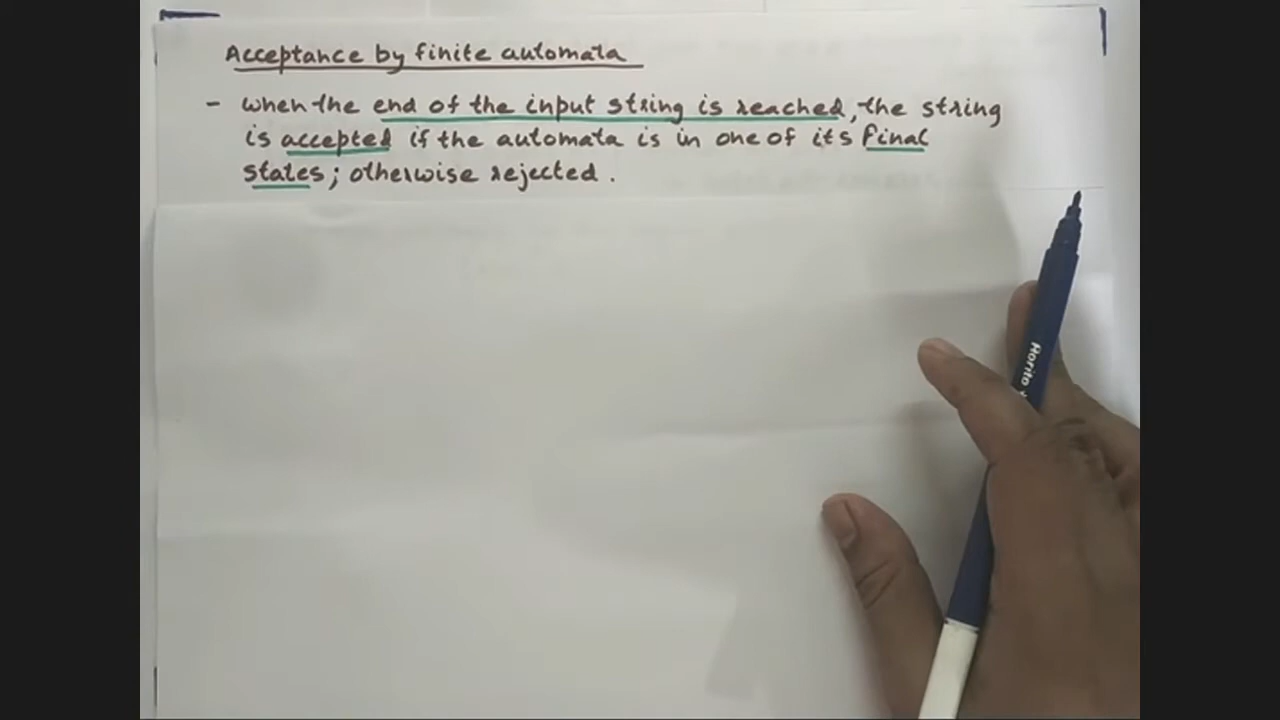 Acceptance by finite automata
- when the end of the input string is reached, the string
is accepted if the automata is in one of its final
states; otherwise rejected.
Rorito